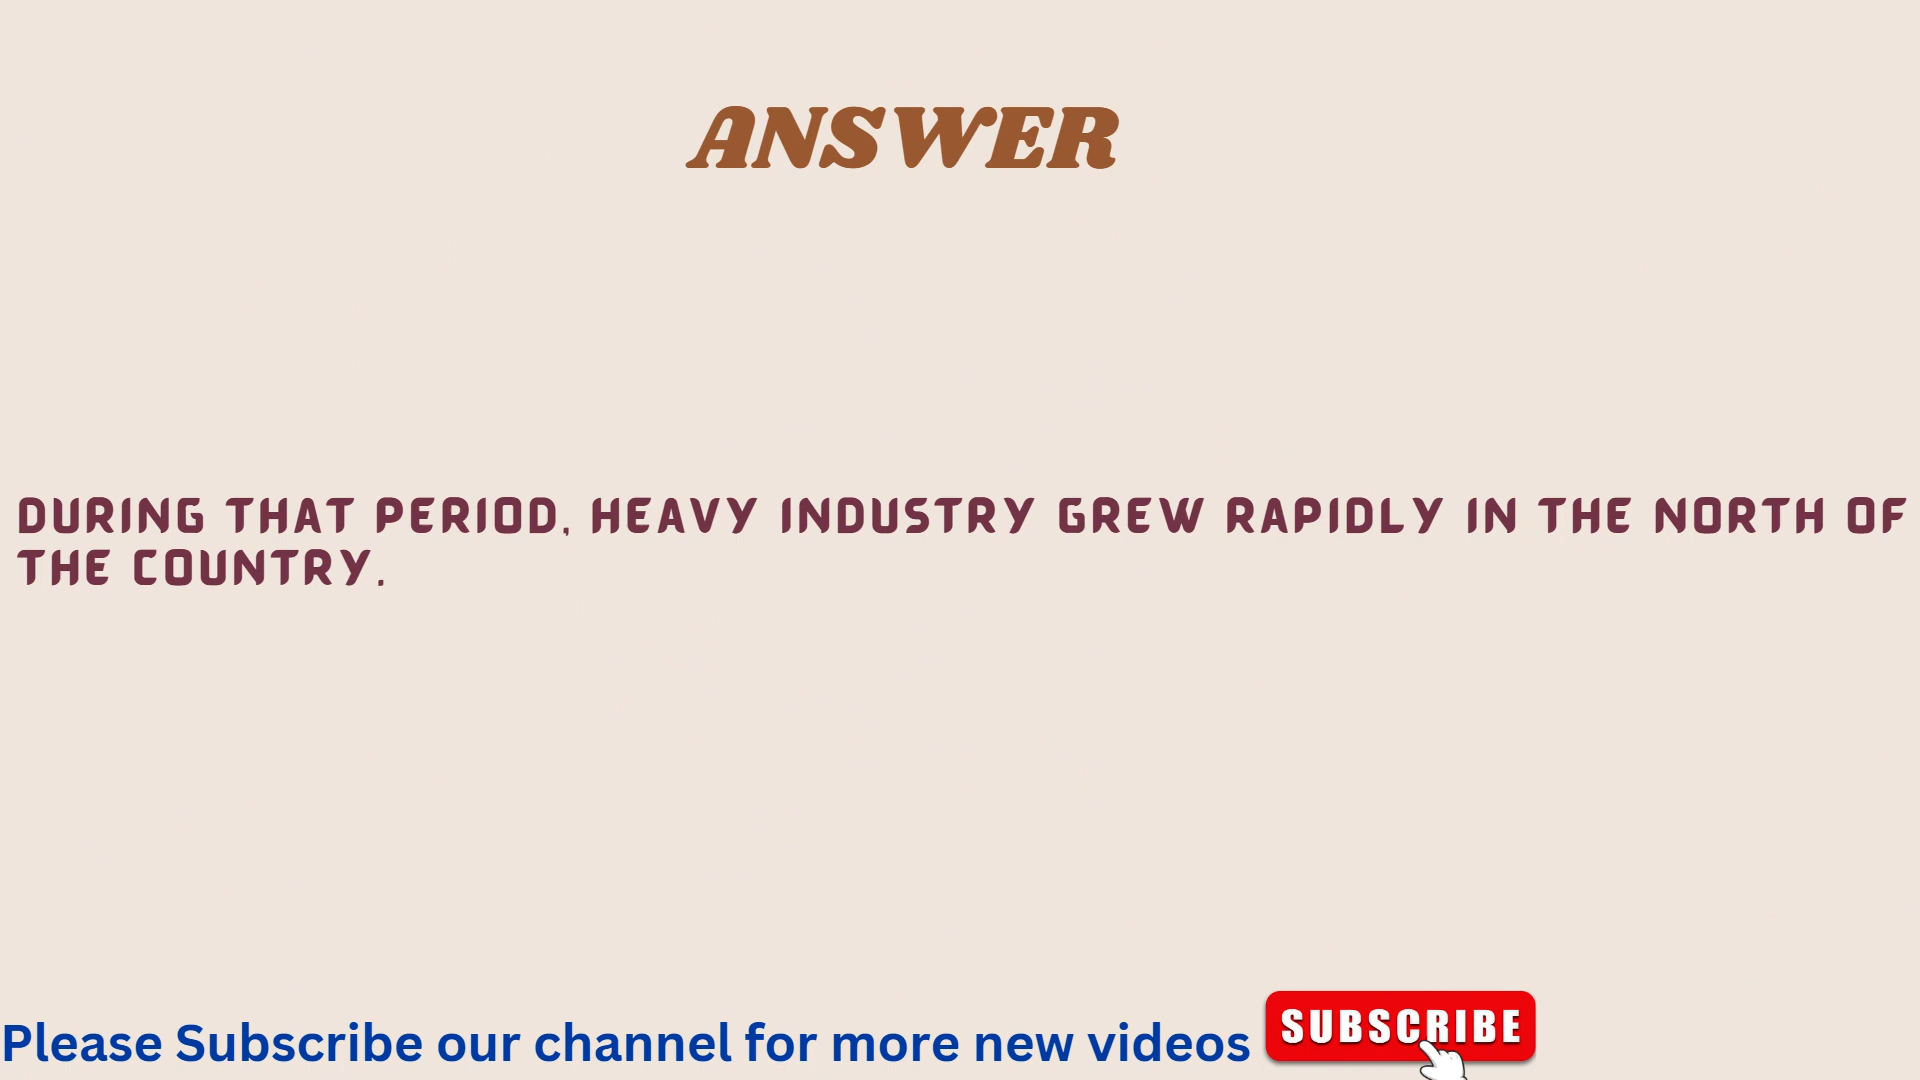 ANSWER
DURING THAT PERIOD, HEAVY INDUSTRY GREW RAPIDLY IN THE NORTH OF
THE COUNTRY.
Please Subscribe our channel for more new videos
SUBSCRIBE